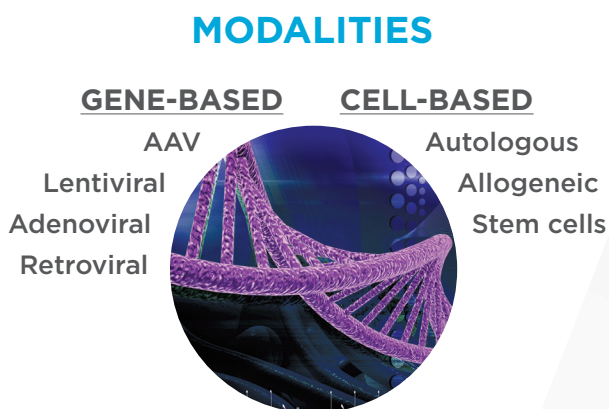 MODALITIES
GENE-BASED
AAV
Lentiviral
Adenoviral
Retroviral
CELL-BASED
Autologous
Allogeneic
Stem cells